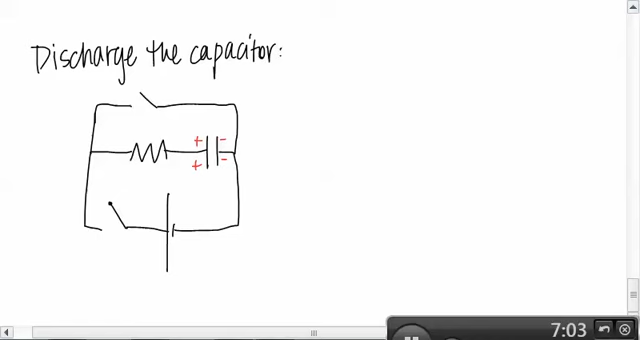 Discharge the capacitor:
+ -
+ -
7:03